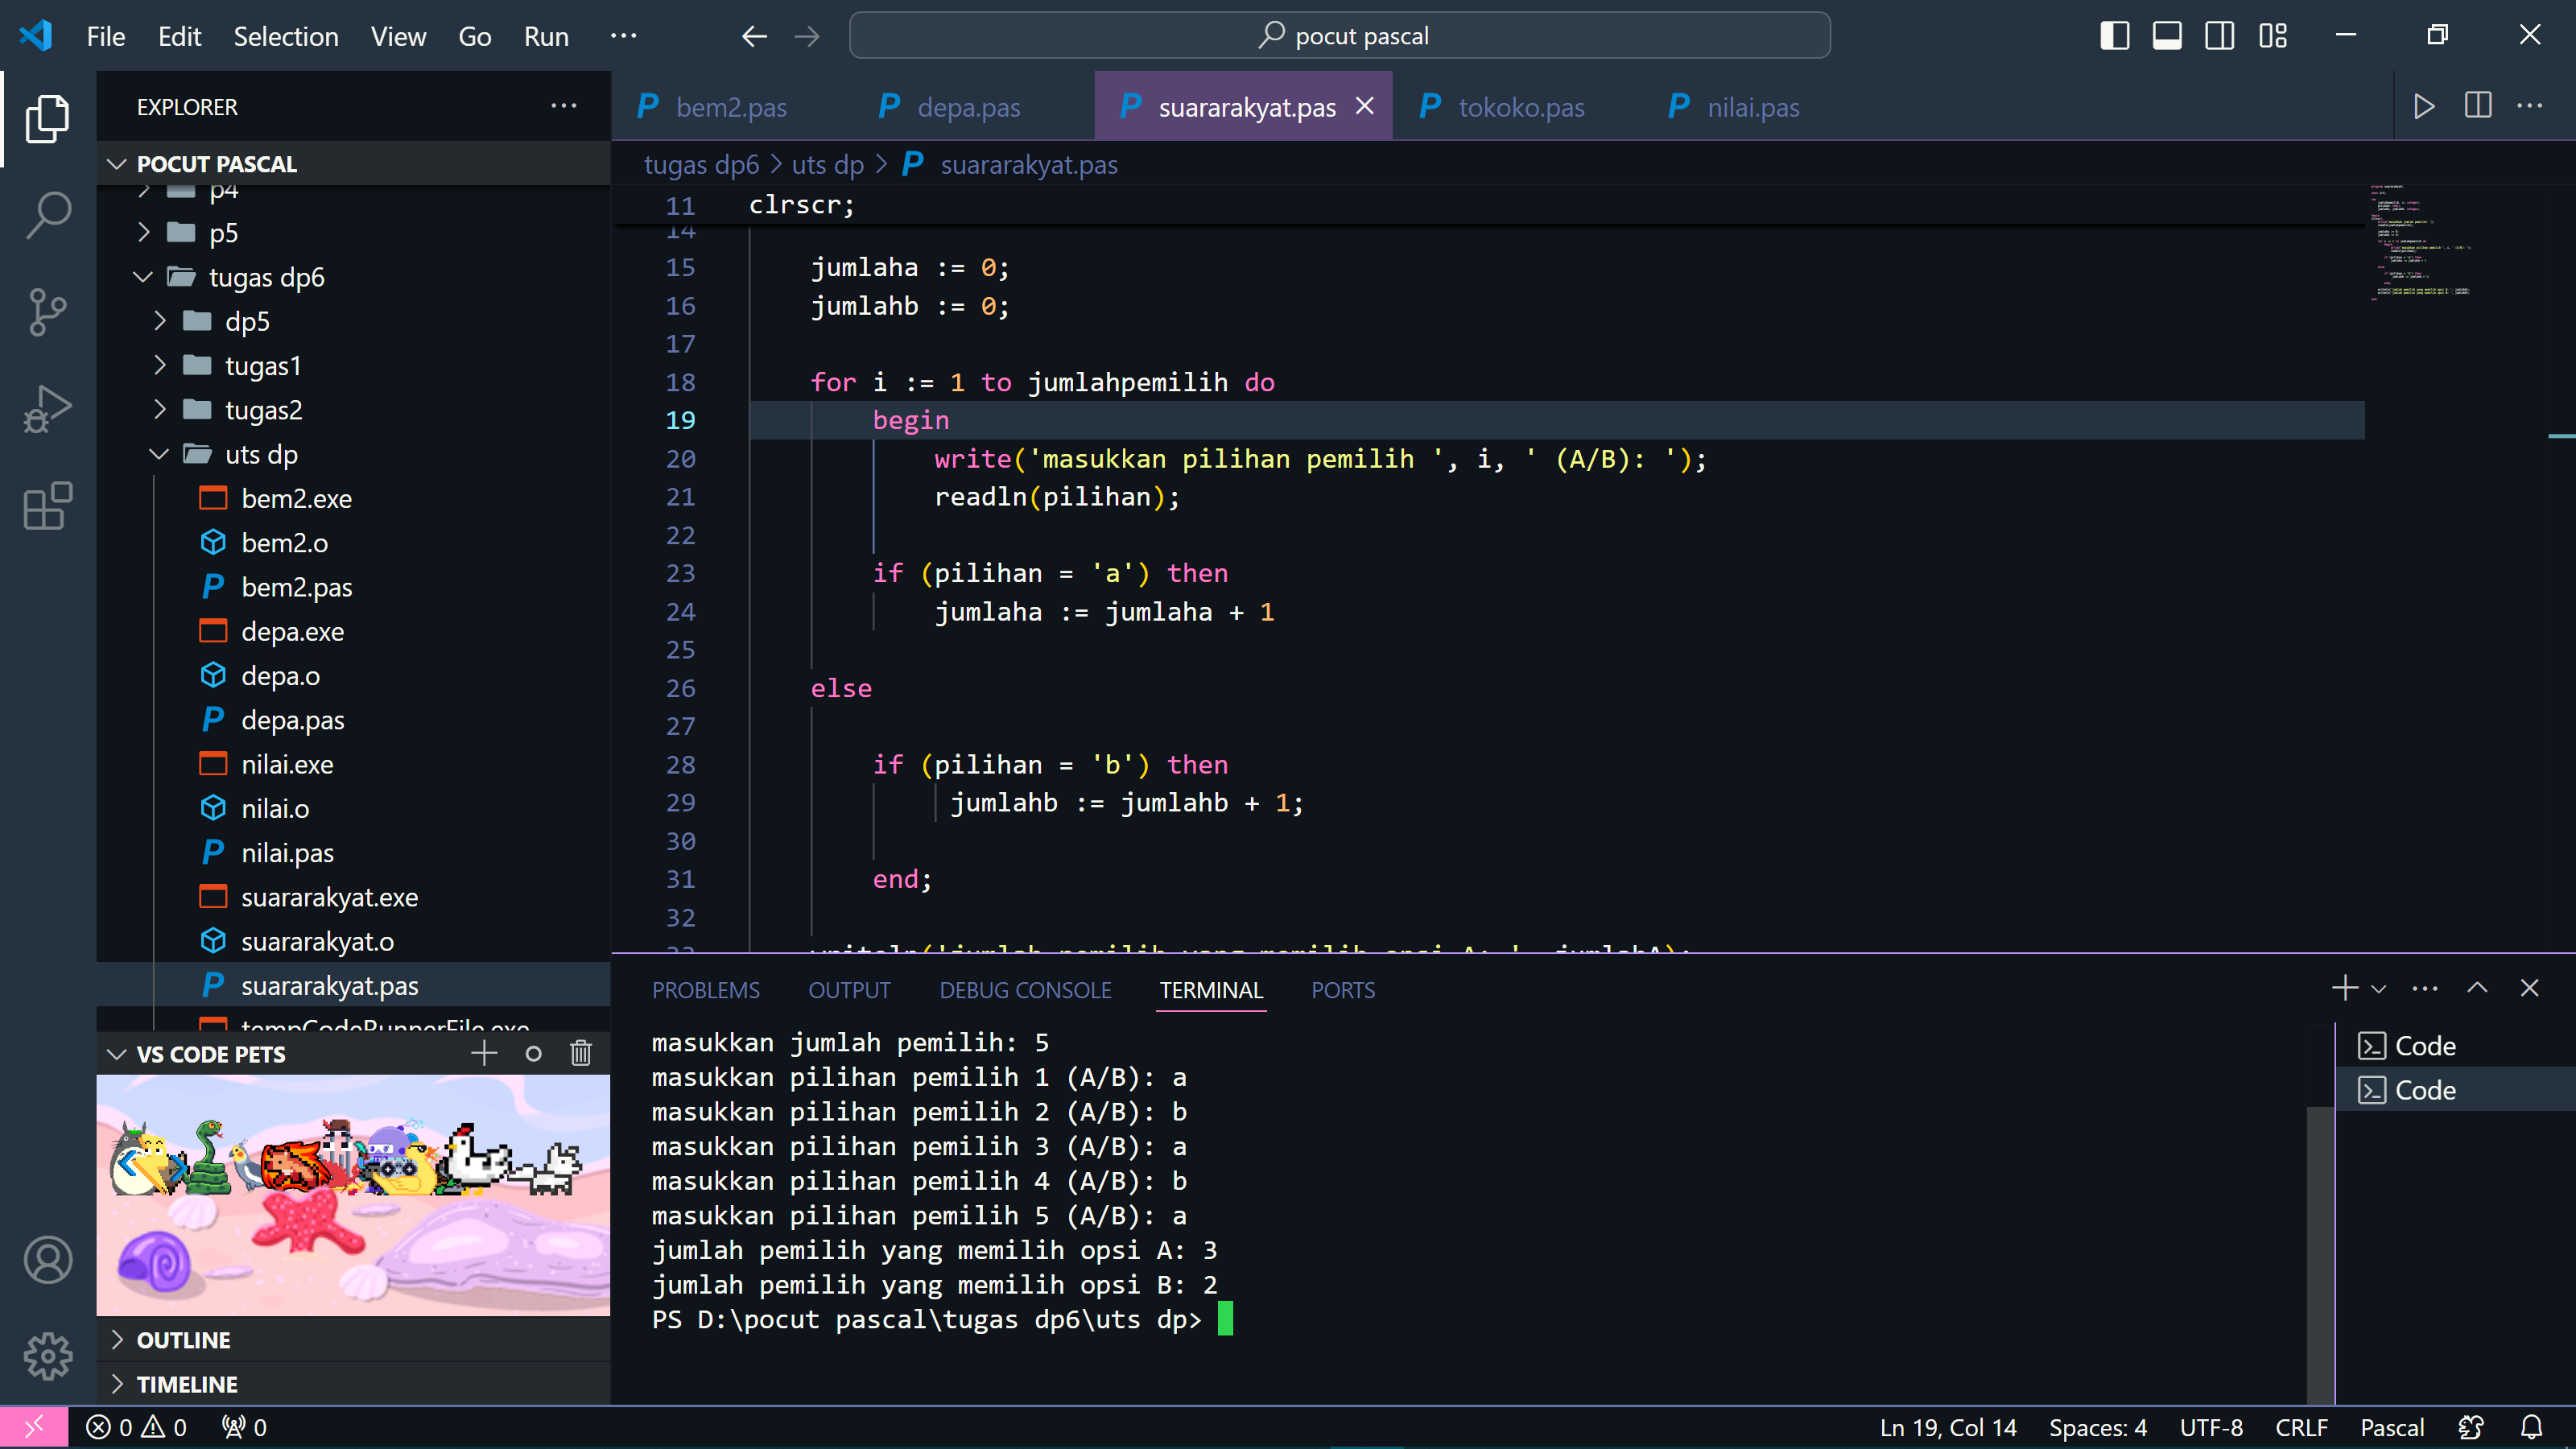 File Edit Selection View Go Run ···
pocut pascal
EXPLORER
POCUT PASCAL
p4
p5
tugas dp6
dp5
tugas1
tugas2
uts dp
bem2.exe
bem2.o
bem2.pas
depa.exe
depa.o
depa.pas
nilai.exe
nilai.o
nilai.pas
suararakyat.exe
suararakyat.o
suararakyat.pas
tempCodeRunnerFile.exe
VS CODE PETS
OUTLINE
TIMELINE
bem2.pas depa.pas suararakyat.pas tokoko.pas nilai.pas
tugas dp6 > uts dp > suararakyat.pas
11 clrscr;
14
15 jumlaha := 0;
16 jumlahb := 0;
17
18 for i := 1 to jumlahpemilih do
19 begin
20 write('masukkan pilihan pemilih ', i, ' (A/B): ');
21 readln(pilihan);
22
23 if (pilihan = 'a') then
24 jumlaha := jumlaha + 1
25
26 else
27
28 if (pilihan = 'b') then
29 jumlahb := jumlahb + 1;
30
31 end;
32
33 writeln('jumlah pemilih yang memilih opsi A: ', jumlahA);
PROBLEMS OUTPUT DEBUG CONSOLE TERMINAL PORTS
masukkan jumlah pemilih: 5
masukkan pilihan pemilih 1 (A/B): a
masukkan pilihan pemilih 2 (A/B): b
masukkan pilihan pemilih 3 (A/B): a
masukkan pilihan pemilih 4 (A/B): b
masukkan pilihan pemilih 5 (A/B): a
jumlah pemilih yang memilih opsi A: 3
jumlah pemilih yang memilih opsi B: 2
PS D:\pocut pascal\tugas dp6\uts dp>
Code
Code
0 0 0
Ln 19, Col 14 Spaces: 4 UTF-8 CRLF Pascal